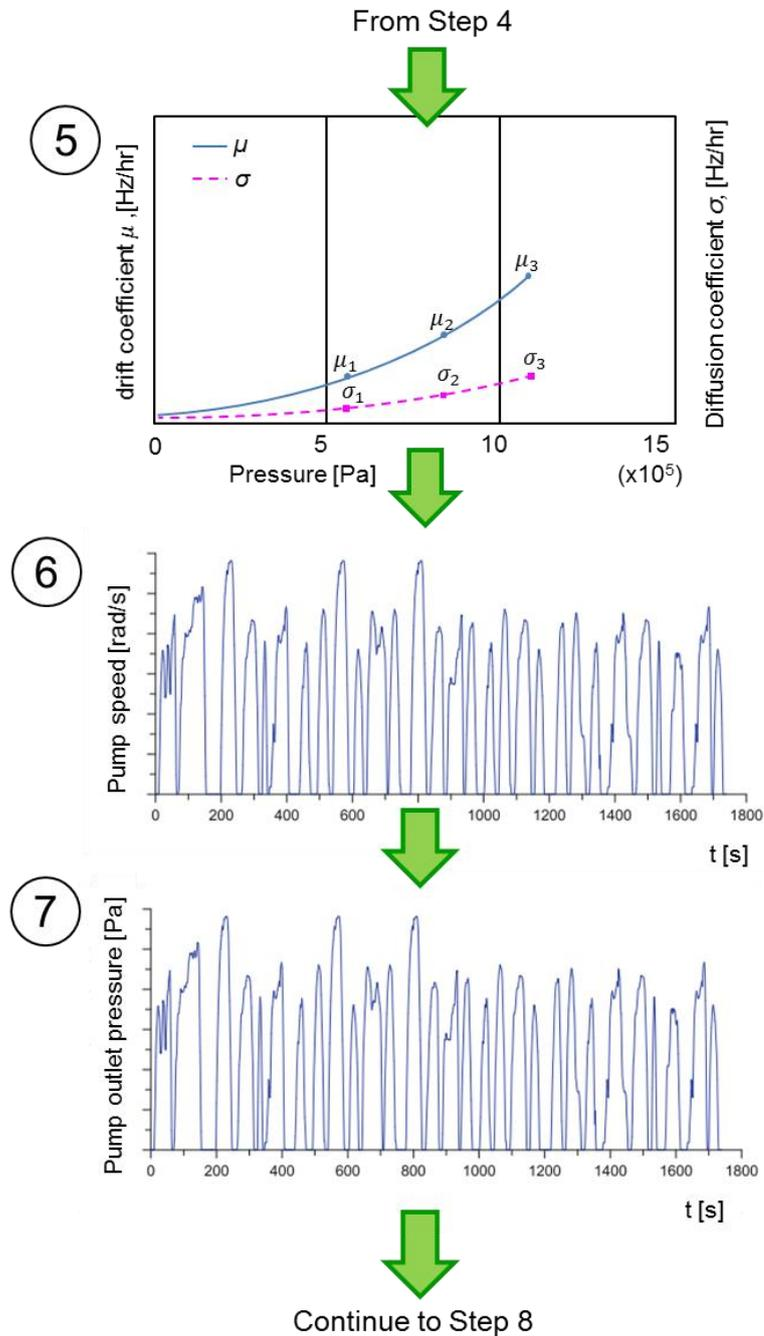 From Step 4
5
drift coefficient μ ,[Hz/hr]
μ
σ
μ₁
μ₂
μ₃
σ₁
σ₂
σ₃
Diffusion coefficient σ, [Hz/hr]
0 5 10 15
Pressure [Pa] (x10⁵)
6
Pump speed [rad/s]
0 200 400 600 800 1000 1200 1400 1600 1800
t [s]
7
Pump outlet pressure [Pa]
0 200 400 600 800 1000 1200 1400 1600 1800
t [s]
Continue to Step 8